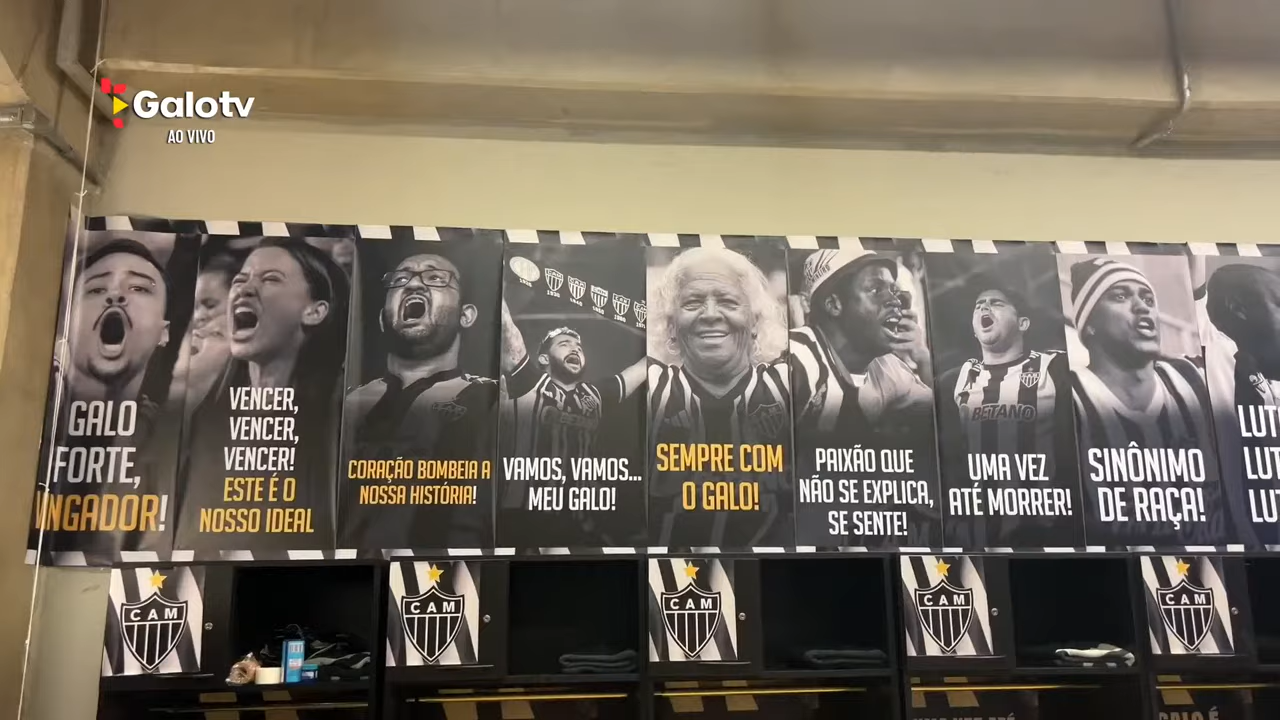 Galotv
AO VIVO
GALO
FORTE,
VINGADOR!
VENCER,
VENCER,
VENCER!
ESTE É O
NOSSO IDEAL
CORAÇÃO BOMBEIA A
NOSSA HISTÓRIA!
VAMOS, VAMOS...
MEU GALO!
SEMPRE COM
O GALO!
BETANO
PAIXÃO QUE
NÃO SE EXPLICA,
SE SENTE!
UMA VEZ
ATÉ MORRER!
SINÔNIMO
DE RAÇA!
LUT
LUT
LU
CAM
CAM
CAM
CAM
CAM